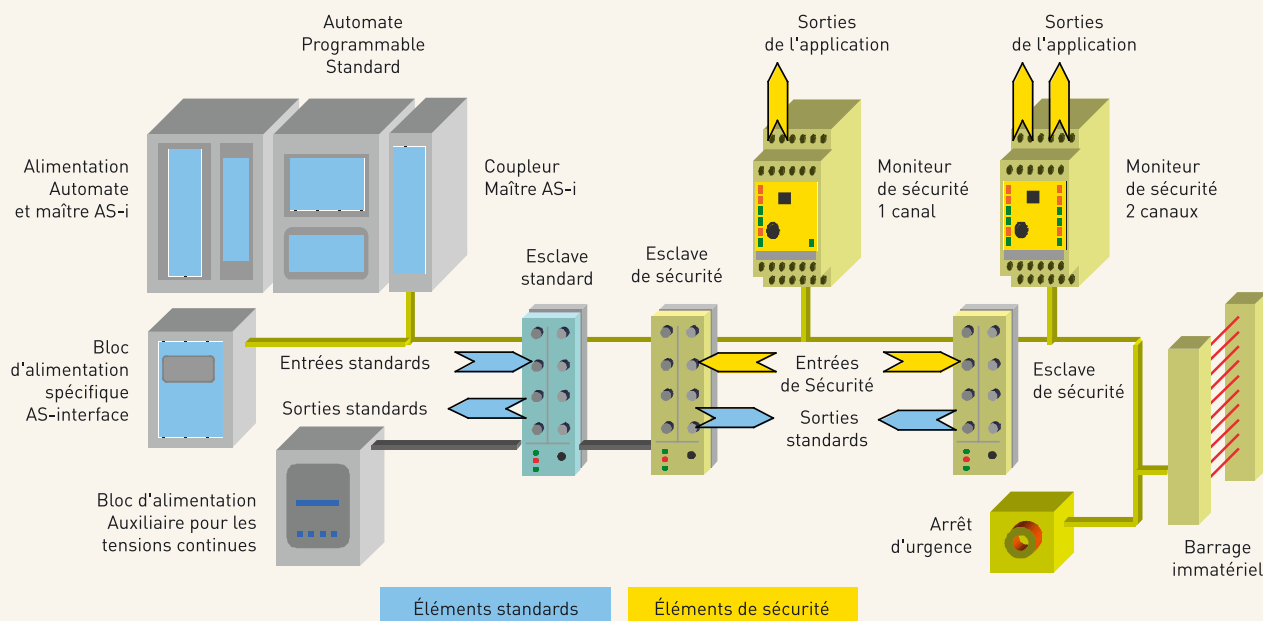 Automate
Programmable
Standard
Sorties
de l'application
Sorties
de l'application
Alimentation
Automate
et maître AS-i
Coupleur
Maître AS-i
Moniteur
de sécurité
1 canal
Moniteur
de sécurité
2 canaux
Esclave
standard
Esclave
de sécurité
Bloc
d'alimentation
spécifique
AS-interface
Entrées standards
Entrées
de Sécurité
Esclave
de sécurité
Sorties standards
Sorties
standards
Bloc d'alimentation
Auxiliaire pour les
tensions continues
Arrêt
d'urgence
Barrage
immatériel
Éléments standards
Éléments de sécurité